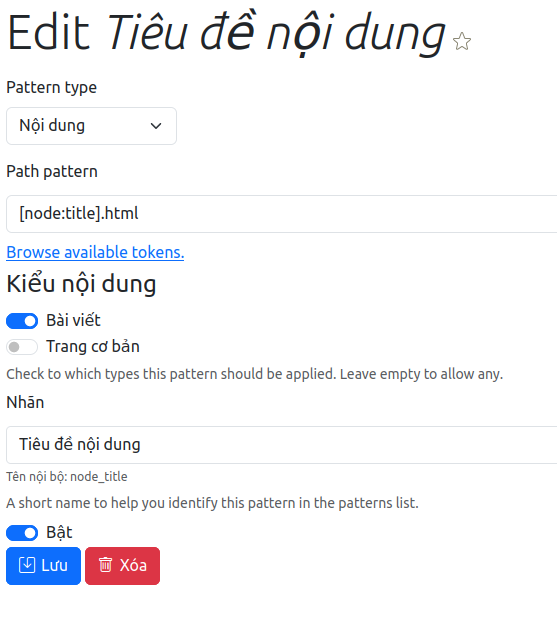 Edit Tiêu đề nội dung
Pattern type
Nội dung
Path pattern
[node:title].html
Browse available tokens.
Kiểu nội dung
Bài viết
Trang cơ bản
Check to which types this pattern should be applied. Leave empty to allow any.
Nhãn
Tiêu đề nội dung
Tên nội bộ: node_title
A short name to help you identify this pattern in the patterns list.
Bật
Lưu Xóa